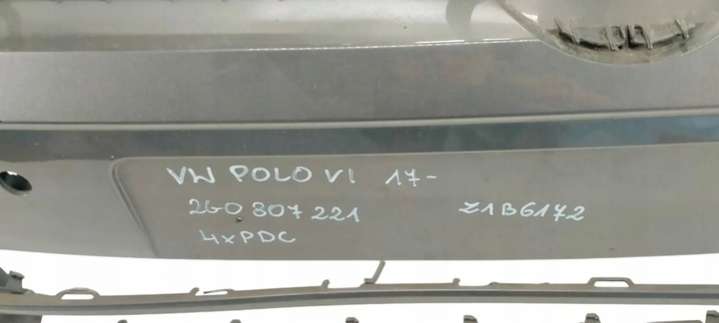 VW POLO VI 17-
2G0 807 221 Z1B6172
4xPDC